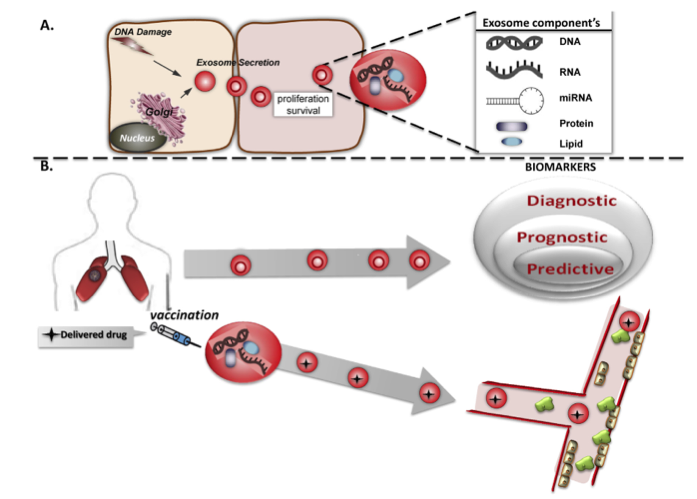 A.
DNA Damage
Exosome Secretion
Golgi
Nucleus
proliferation
survival
Exosome component's
DNA
RNA
miRNA
Protein
Lipid
B.
BIOMARKERS
Diagnostic
Prognostic
Predictive
vaccination
Delivered drug